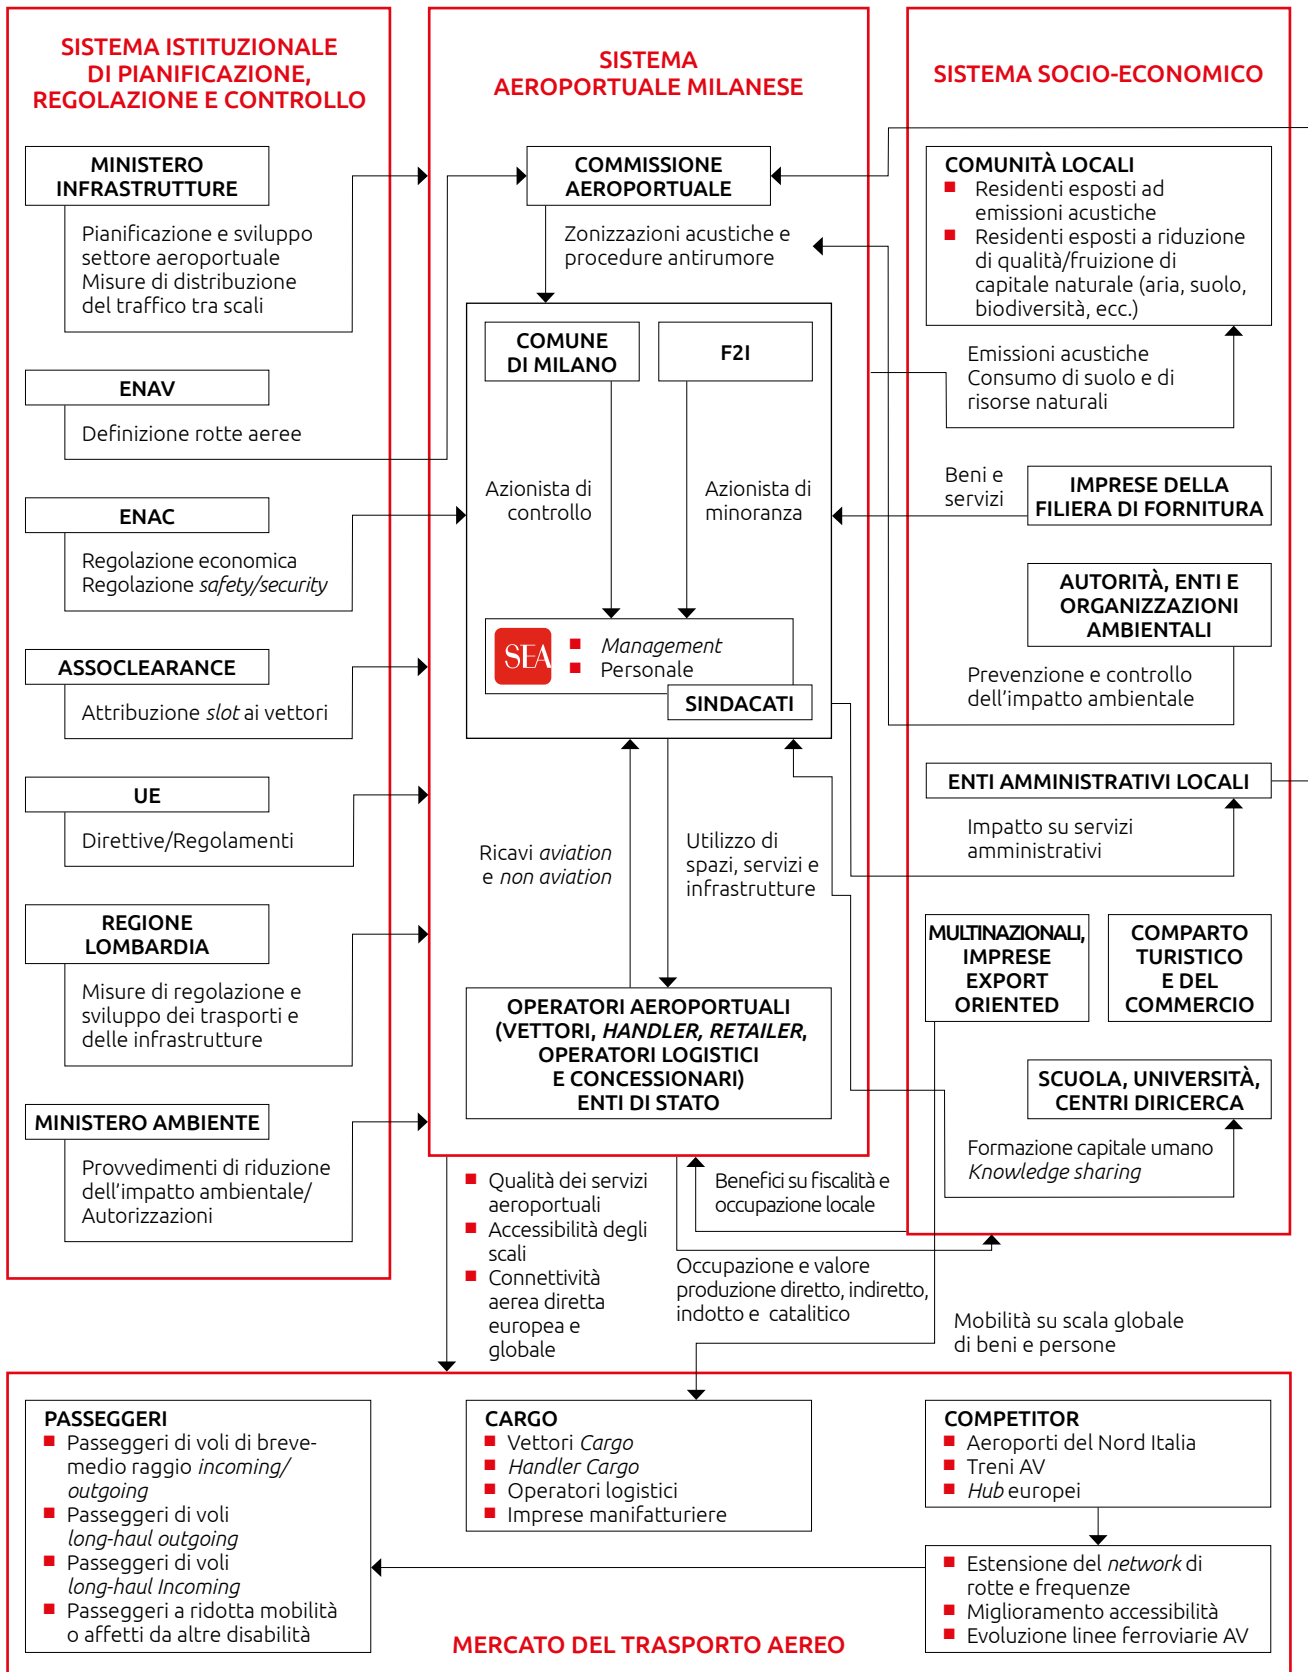 SISTEMA ISTITUZIONALE
DI PIANIFICAZIONE,
REGOLAZIONE E CONTROLLO
MINISTERO
INFRASTRUTTURE
Pianificazione e sviluppo
settore aeroportuale
Misure di distribuzione
del traffico tra scali
ENAV
Definizione rotte aeree
ENAC
Regolazione economica
Regolazione safety/security
ASSOCLEARANCE
Attribuzione slot ai vettori
UE
Direttive/Regolamenti
REGIONE
LOMBARDIA
Misure di regolazione e
sviluppo dei trasporti e
delle infrastrutture
MINISTERO AMBIENTE
Provvedimenti di riduzione
dell'impatto ambientale/
Autorizzazioni
SISTEMA
AEROPORTUALE MILANESE
COMMISSIONE
AEROPORTUALE
Zonizzazioni acustiche e
procedure antirumore
COMUNE
DI MILANO
F2I
Azionista di
controllo
Azionista di
minoranza
SEA
Management
Personale
SINDACATI
Ricavi aviation
e non aviation
Utilizzo di
spazi, servizi e
infrastrutture
OPERATORI AEROPORTUALI
(VETTORI, HANDLER, RETAILER,
OPERATORI LOGISTICI
E CONCESSIONARI)
ENTI DI STATO
SISTEMA SOCIO-ECONOMICO
COMUNITÀ LOCALI
Residenti esposti ad
emissioni acustiche
Residenti esposti a riduzione
di qualità/fruizione di
capitale naturale (aria, suolo,
biodiversità, ecc.)
Emissioni acustiche
Consumo di suolo e di
risorse naturali
Beni e
servizi
IMPRESE DELLA
FILIERA DI FORNITURA
AUTORITÀ, ENTI E
ORGANIZZAZIONI
AMBIENTALI
Prevenzione e controllo
dell'impatto ambientale
ENTI AMMINISTRATIVI LOCALI
Impatto su servizi
amministrativi
MULTINAZIONALI,
IMPRESE
EXPORT
ORIENTED
COMPARTO
TURISTICO
E DEL
COMMERCIO
SCUOLA, UNIVERSITÀ,
CENTRI DIRICERCA
Formazione capitale umano
Knowledge sharing
Qualità dei servizi
aeroportuali
Accessibilità degli
scali
Connettività
aerea diretta
europea e
globale
Benefici su fiscalità e
occupazione locale
Occupazione e valore
produzione diretto, indiretto,
indotto e catalitico
Mobilità su scala globale
di beni e persone
PASSEGGERI
Passeggeri di voli di breve-
medio raggio incoming/
outgoing
Passeggeri di voli
long-haul outgoing
Passeggeri di voli
long-haul Incoming
Passeggeri a ridotta mobilità
o affetti da altre disabilità
CARGO
Vettori Cargo
Handler Cargo
Operatori logistici
Imprese manifatturiere
COMPETITOR
Aeroporti del Nord Italia
Treni AV
Hub europei
Estensione del network di
rotte e frequenze
Miglioramento accessibilità
Evoluzione linee ferroviarie AV
MERCATO DEL TRASPORTO AEREO